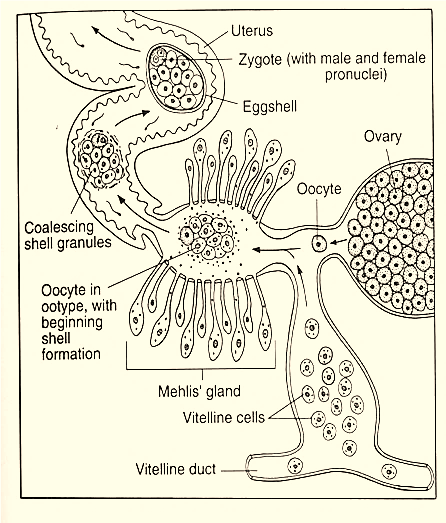 Uterus
Zygote (with male and female
pronuclei)
Eggshell
Ovary
Oocyte
Coalescing
shell granules
Oocyte in
ootype, with
beginning
shell
formation
Mehlis' gland
Vitelline cells
Vitelline duct